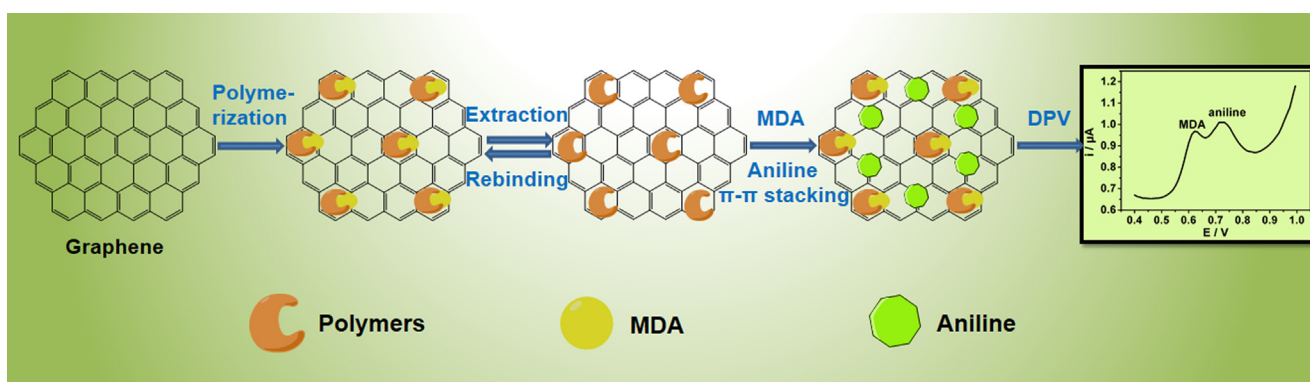 Polyme-
rization
Extraction
Rebinding
MDA
Aniline
π-π stacking
DPV
Graphene
1.2
1.1
1.0
0.9
0.8
0.7
0.6
i / μA
MDA
aniline
0.4 0.5 0.6 0.7 0.8 0.9 1.0
E / V
Polymers
MDA
Aniline